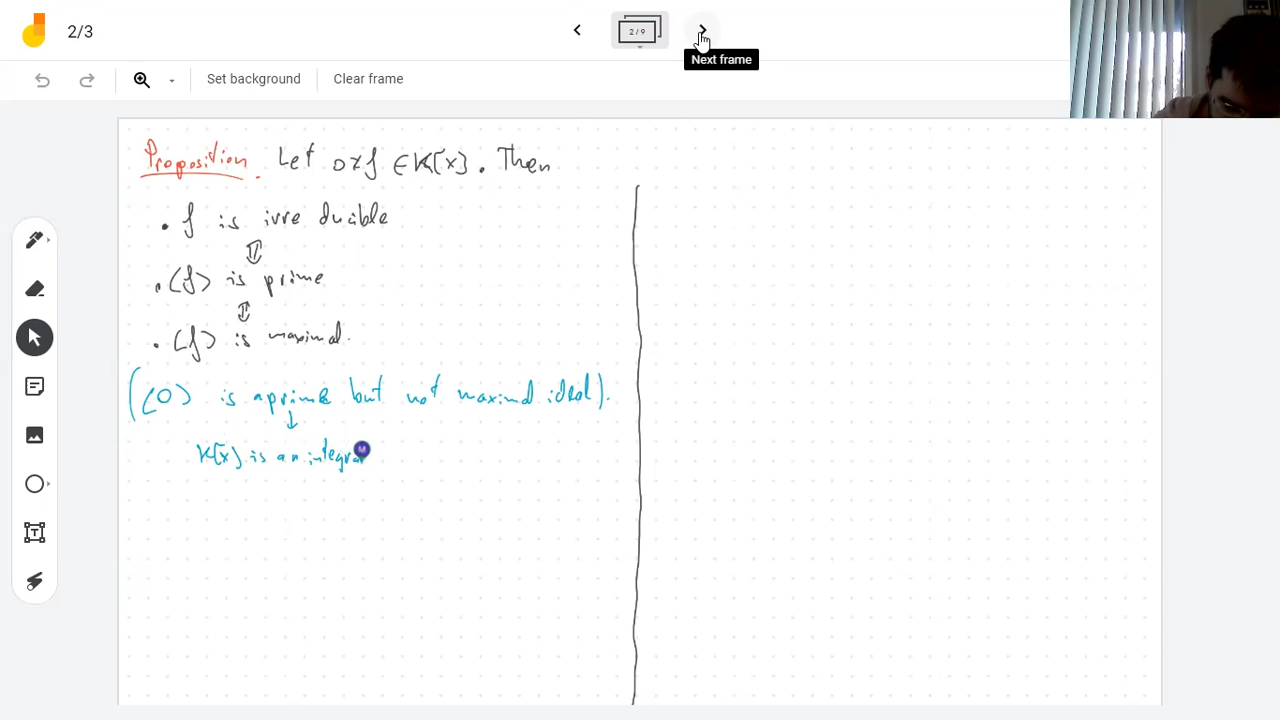 2/3
2/9
Next frame
Set background
Clear frame
Proposition. Let 0≠f ∈ K[x]. Then
• f is irreducible
⇕
• ⟨f⟩ is prime
⇕
• ⟨f⟩ is maximal.
(⟨0⟩ is a prime but not maximal ideal).
↓
K[x] is an integral
M